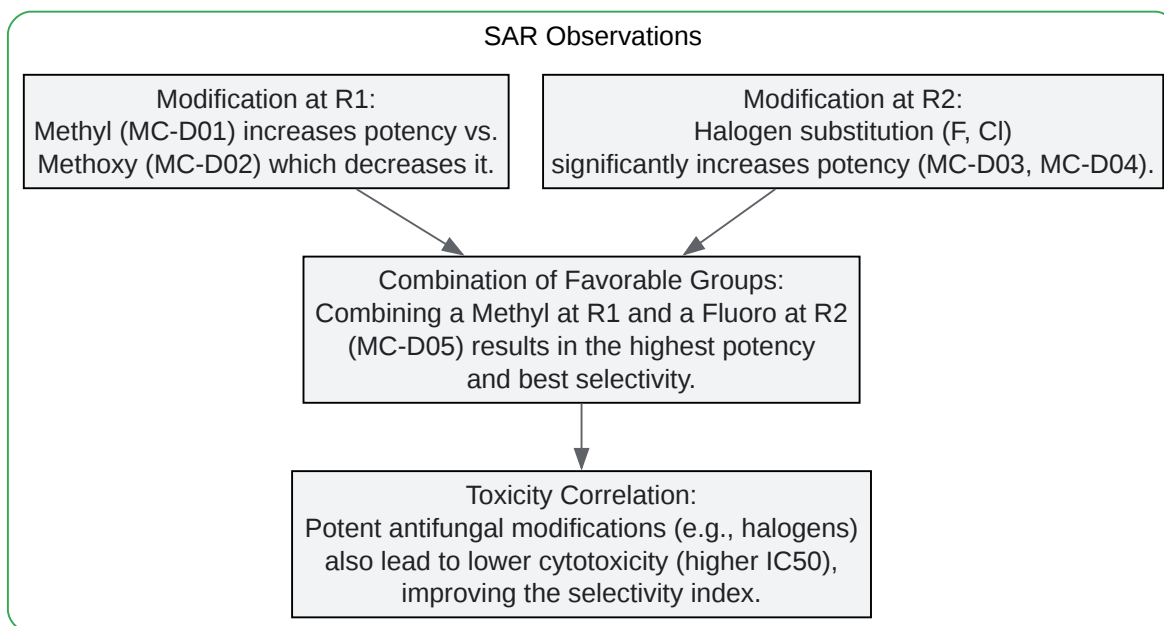 SAR Observations
Modification at R1:
Methyl (MC-D01) increases potency vs.
Methoxy (MC-D02) which decreases it.
Modification at R2:
Halogen substitution (F, Cl)
significantly increases potency (MC-D03, MC-D04).
Combination of Favorable Groups:
Combining a Methyl at R1 and a Fluoro at R2
(MC-D05) results in the highest potency
and best selectivity.
Toxicity Correlation:
Potent antifungal modifications (e.g., halogens)
also lead to lower cytotoxicity (higher IC50),
improving the selectivity index.